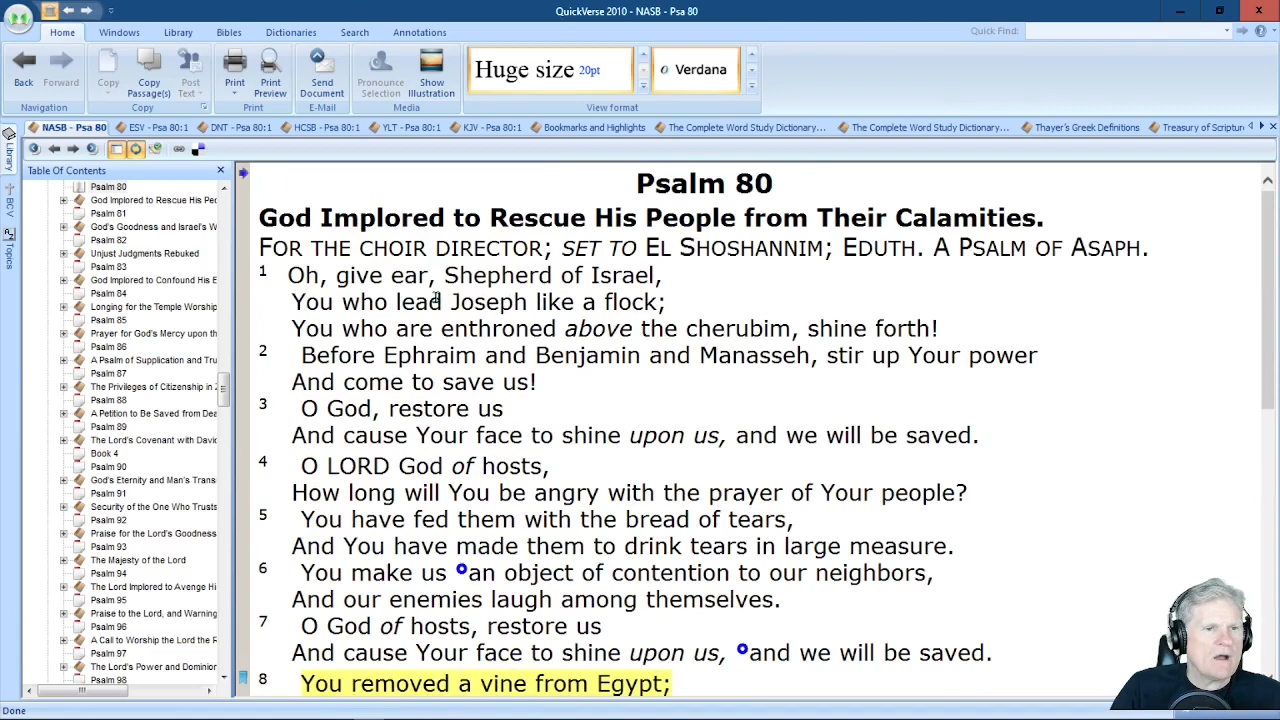 QuickVerse 2010 - NASB - Psa 80
Home Windows Library Bibles Dictionaries Search Annotations Quick Find:
Back Forward Copy Copy Passage(s) Post Text Print Print Preview Send Document Pronounce Selection Show Illustration Huge size 20pt Verdana
Navigation Copy Print E-Mail Media View format
NASB - Psa 80 ESV - Psa 80:1 DNT - Psa 80:1 HCSB - Psa 80:1 YLT - Psa 80:1 KJV - Psa 80:1 Bookmarks and Highlights The Complete Word Study Dictionary... The Complete Word Study Dictionary... Thayer's Greek Definitions Treasury of Scriptur
Library
BCV
Topics
Table Of Contents
Psalm 80
God Implored to Rescue His Pec
Psalm 81
God's Goodness and Israel's W
Psalm 82
Unjust Judgments Rebuked
Psalm 83
God Implored to Confound His E
Psalm 84
Longing for the Temple Worship
Psalm 85
Prayer for God's Mercy upon the
Psalm 86
A Psalm of Supplication and Tru
Psalm 87
The Privileges of Citizenship in Z
Psalm 88
A Petition to Be Saved from Dea
Psalm 89
The Lord's Covenant with David
Book 4
Psalm 90
God's Eternity and Man's Trans
Psalm 91
Security of the One Who Trusts
Psalm 92
Praise for the Lord's Goodness
Psalm 93
The Majesty of the Lord
Psalm 94
The Lord Implored to Avenge His
Psalm 95
Praise to the Lord, and Warning
Psalm 96
A Call to Worship the Lord the R
Psalm 97
The Lord's Power and Dominion
Psalm 98
Psalm 80
God Implored to Rescue His People from Their Calamities.
FOR THE CHOIR DIRECTOR; SET TO EL SHOSHANNIM; EDUTH. A PSALM OF ASAPH.
1 Oh, give ear, Shepherd of Israel,
You who lead Joseph like a flock;
You who are enthroned above the cherubim, shine forth!
2 Before Ephraim and Benjamin and Manasseh, stir up Your power
And come to save us!
3 O God, restore us
And cause Your face to shine upon us, and we will be saved.
4 O LORD God of hosts,
How long will You be angry with the prayer of Your people?
5 You have fed them with the bread of tears,
And You have made them to drink tears in large measure.
6 You make us an object of contention to our neighbors,
And our enemies laugh among themselves.
7 O God of hosts, restore us
And cause Your face to shine upon us, and we will be saved.
8 You removed a vine from Egypt;
Done